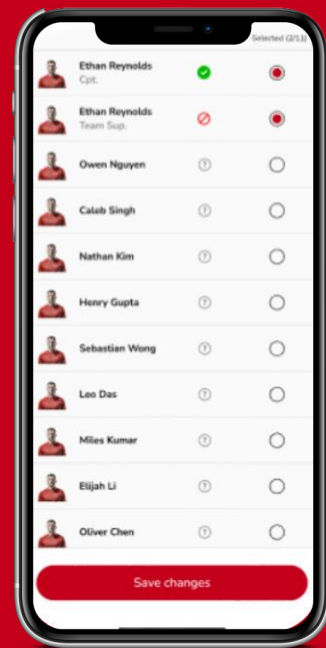 Selected (2/11)
Ethan Reynolds
Cpt.
Ethan Reynolds
Team Sup.
Owen Nguyen
?
Caleb Singh
?
Nathan Kim
?
Henry Gupta
?
Sebastian Wong
?
Leo Das
?
Miles Kumar
?
Elijah Li
?
Oliver Chen
?
Save changes